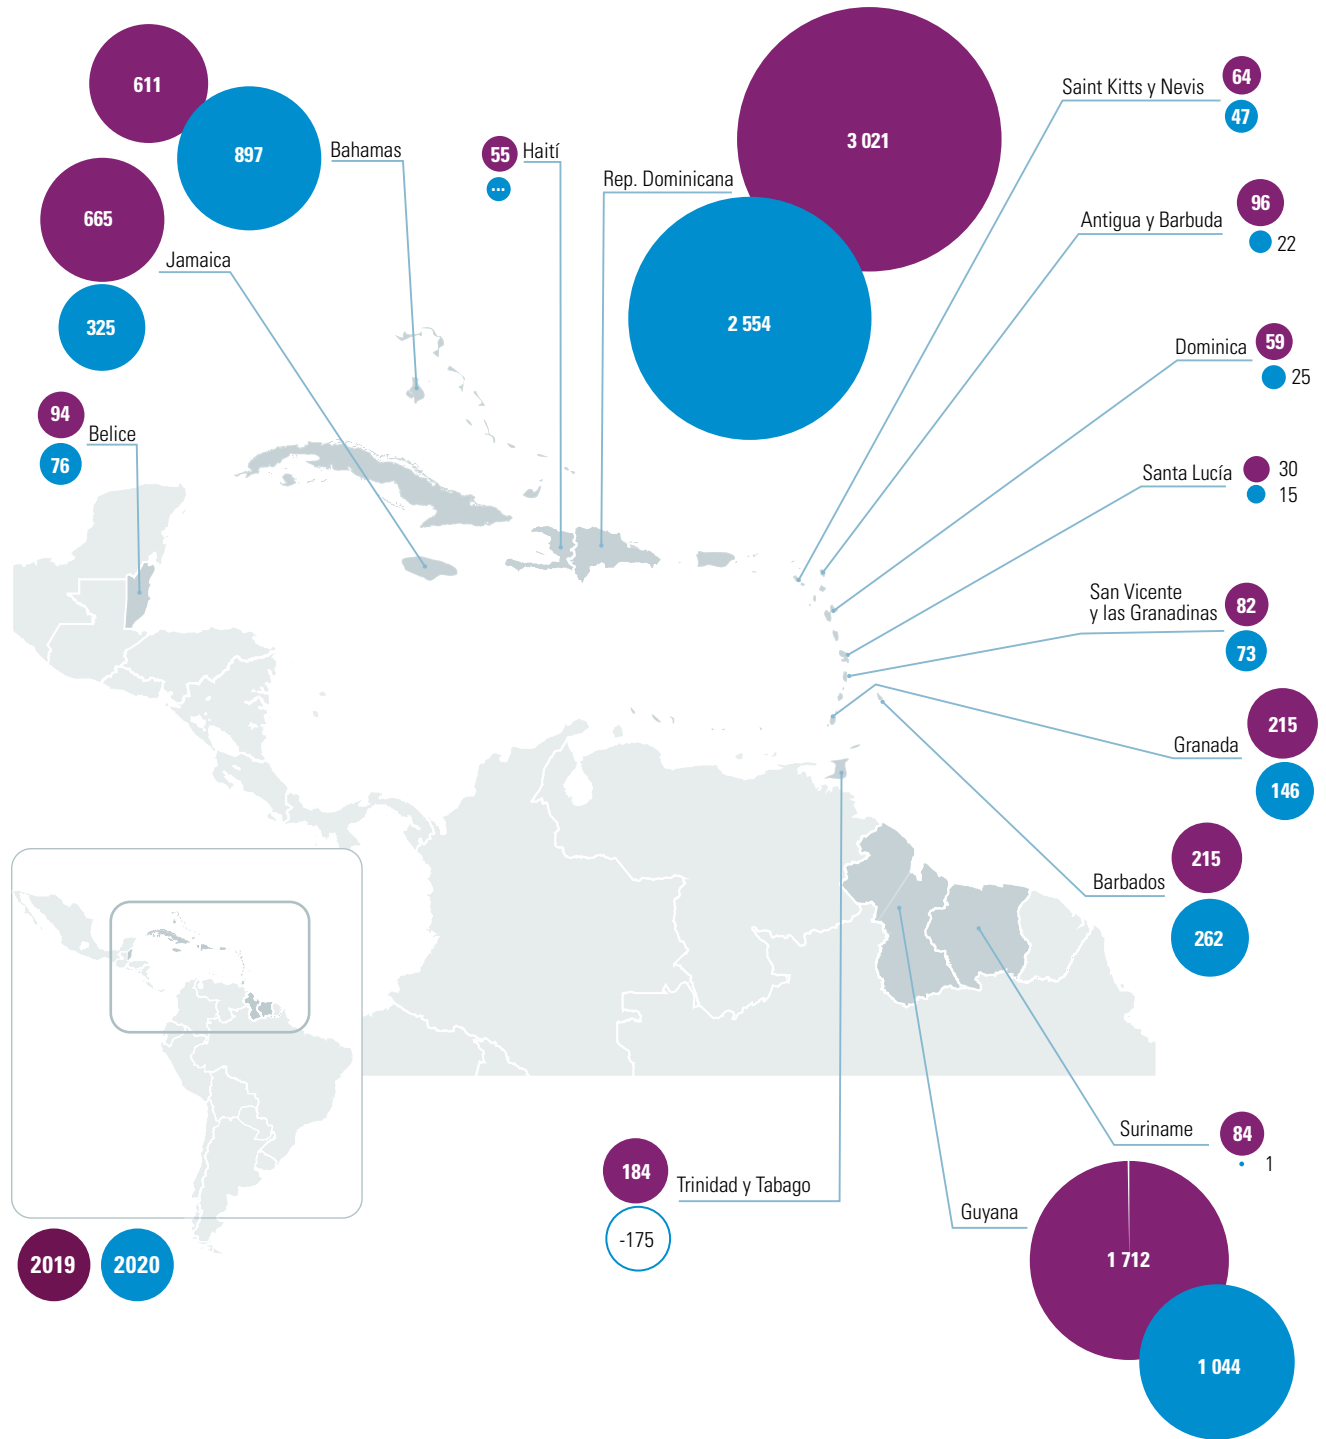 611
897
Bahamas
665
Jamaica
325
94
Belice
76
55 Haití
...
3 021
Rep. Dominicana
2 554
64
Saint Kitts y Nevis
47
96
Antigua y Barbuda
22
59
Dominica
25
Santa Lucía
30
15
San Vicente
y las Granadinas
82
73
215
Granada
146
215
Barbados
262
Suriname
84
1
184
Trinidad y Tabago
-175
Guyana
1 712
1 044
2019
2020